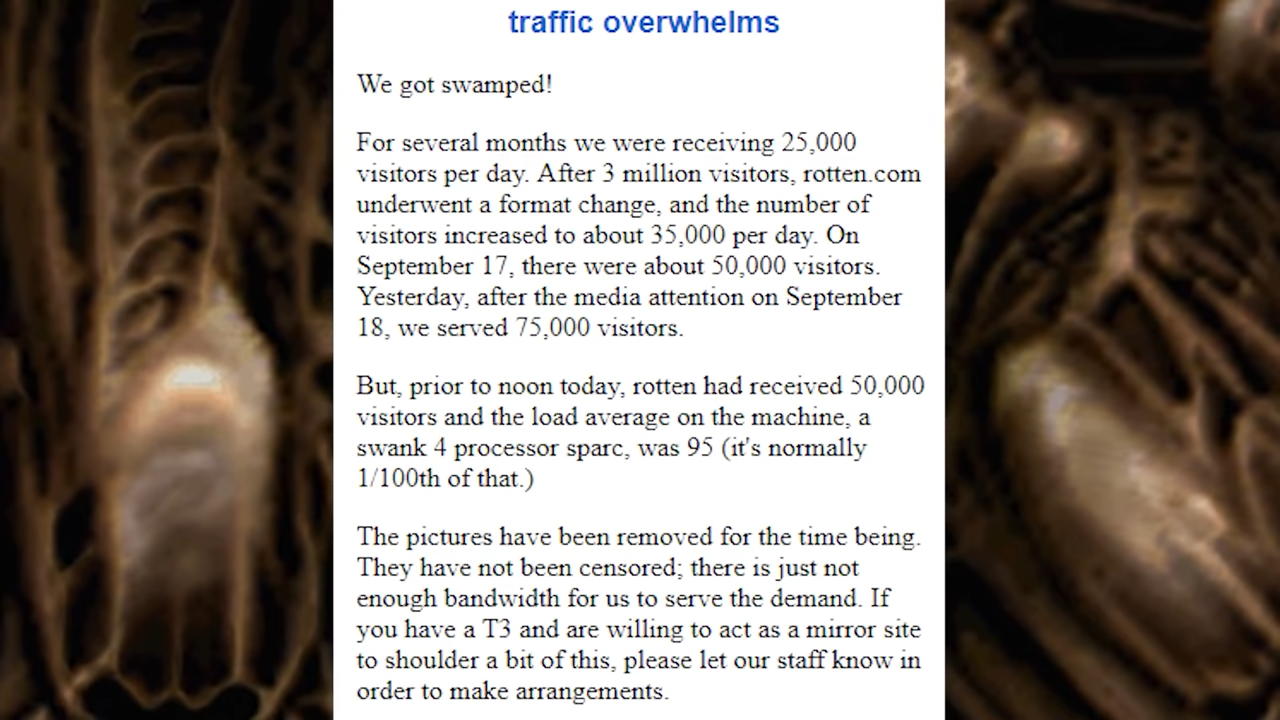 traffic overwhelms
We got swamped!
For several months we were receiving 25,000
visitors per day. After 3 million visitors, rotten.com
underwent a format change, and the number of
visitors increased to about 35,000 per day. On
September 17, there were about 50,000 visitors.
Yesterday, after the media attention on September
18, we served 75,000 visitors.
But, prior to noon today, rotten had received 50,000
visitors and the load average on the machine, a
swank 4 processor sparc, was 95 (it's normally
1/100th of that.)
The pictures have been removed for the time being.
They have not been censored; there is just not
enough bandwidth for us to serve the demand. If
you have a T3 and are willing to act as a mirror site
to shoulder a bit of this, please let our staff know in
order to make arrangements.